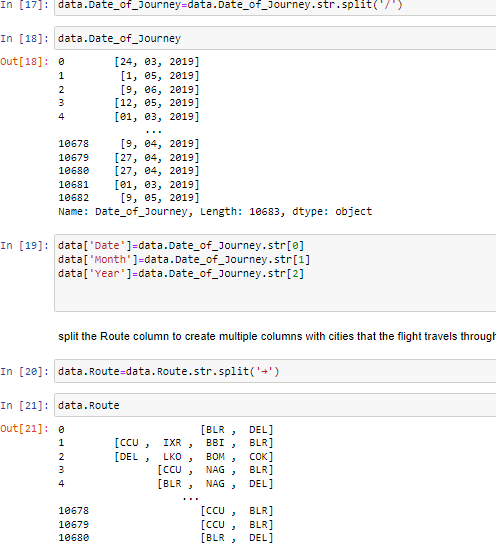 In [17]: data.Date_of_Journey=data.Date_of_Journey.str.split('/')
In [18]: data.Date_of_Journey
Out[18]: 0 [24, 03, 2019]
1 [1, 05, 2019]
2 [9, 06, 2019]
3 [12, 05, 2019]
4 [01, 03, 2019]
...
10678 [9, 04, 2019]
10679 [27, 04, 2019]
10680 [27, 04, 2019]
10681 [01, 03, 2019]
10682 [9, 05, 2019]
Name: Date_of_Journey, Length: 10683, dtype: object
In [19]: data['Date']=data.Date_of_Journey.str[0]
data['Month']=data.Date_of_Journey.str[1]
data['Year']=data.Date_of_Journey.str[2]
split the Route column to create multiple columns with cities that the flight travels through
In [20]: data.Route=data.Route.str.split('→')
In [21]: data.Route
Out[21]: 0 [BLR , DEL]
1 [CCU , IXR , BBI , BLR]
2 [DEL , LKO , BOM , COK]
3 [CCU , NAG , BLR]
4 [BLR , NAG , DEL]
...
10678 [CCU , BLR]
10679 [CCU , BLR]
10680 [BLR , DEL]